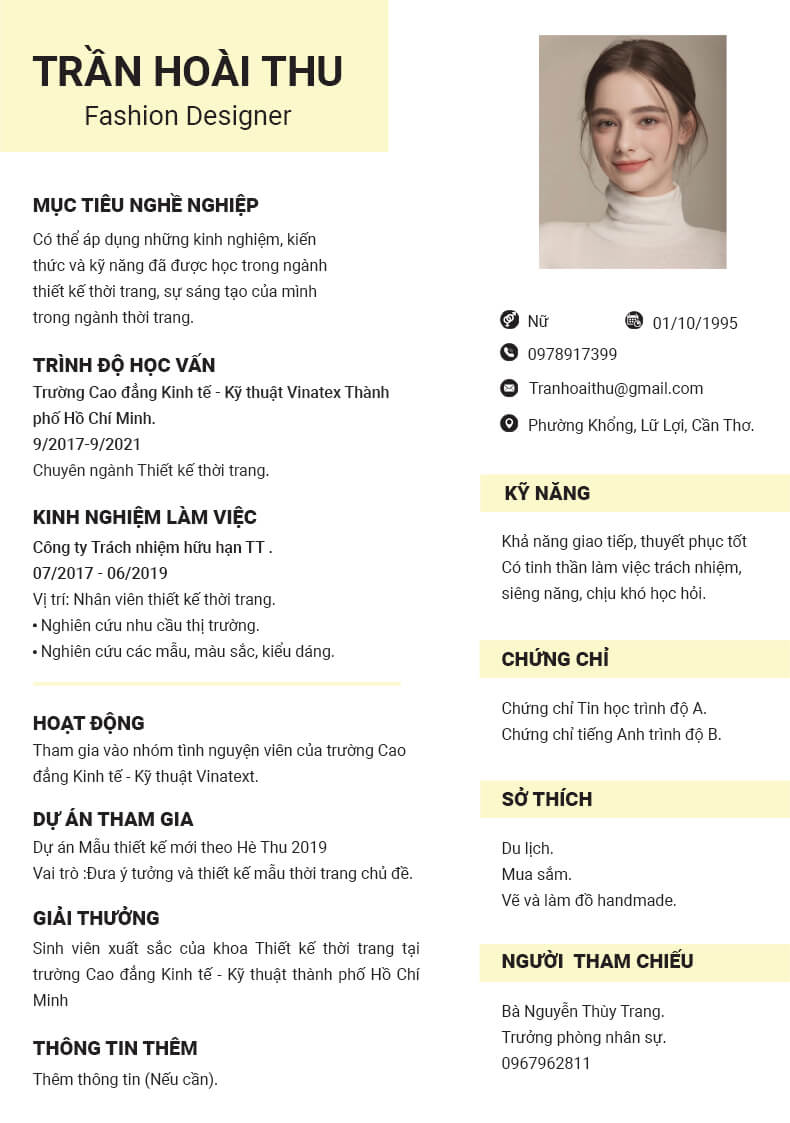 TRẦN HOÀI THU
Fashion Designer
MỤC TIÊU NGHỀ NGHIỆP
Có thể áp dụng những kinh nghiệm, kiến
thức và kỹ năng đã được học trong ngành
thiết kế thời trang, sự sáng tạo của mình
trong ngành thời trang.
TRÌNH ĐỘ HỌC VẤN
Trường Cao đẳng Kinh tế - Kỹ thuật Vinatex Thành
phố Hồ Chí Minh.
9/2017-9/2021
Chuyên ngành Thiết kế thời trang.
KINH NGHIỆM LÀM VIỆC
Công ty Trách nhiệm hữu hạn TT .
07/2017 - 06/2019
Vị trí: Nhân viên thiết kế thời trang.
• Nghiên cứu nhu cầu thị trường.
• Nghiên cứu các mẫu, màu sắc, kiểu dáng.
HOẠT ĐỘNG
Tham gia vào nhóm tình nguyện viên của trường Cao
đẳng Kinh tế - Kỹ thuật Vinatext.
DỰ ÁN THAM GIA
Dự án Mẫu thiết kế mới theo Hè Thu 2019
Vai trò :Đưa ý tưởng và thiết kế mẫu thời trang chủ đề.
GIẢI THƯỞNG
Sinh viên xuất sắc của khoa Thiết kế thời trang tại
trường Cao đẳng Kinh tế - Kỹ thuật thành phố Hồ Chí
Minh
THÔNG TIN THÊM
Thêm thông tin (Nếu cần).
Nữ
01/10/1995
0978917399
Tranhoaithu@gmail.com
Phường Khổng, Lữ Lợi, Cần Thơ.
KỸ NĂNG
Khả năng giao tiếp, thuyết phục tốt
Có tinh thần làm việc trách nhiệm,
siêng năng, chịu khó học hỏi.
CHỨNG CHỈ
Chứng chỉ Tin học trình độ A.
Chứng chỉ tiếng Anh trình độ B.
SỞ THÍCH
Du lịch.
Mua sắm.
Vẽ và làm đồ handmade.
NGƯỜI THAM CHIẾU
Bà Nguyễn Thùy Trang.
Trưởng phòng nhân sự.
0967962811